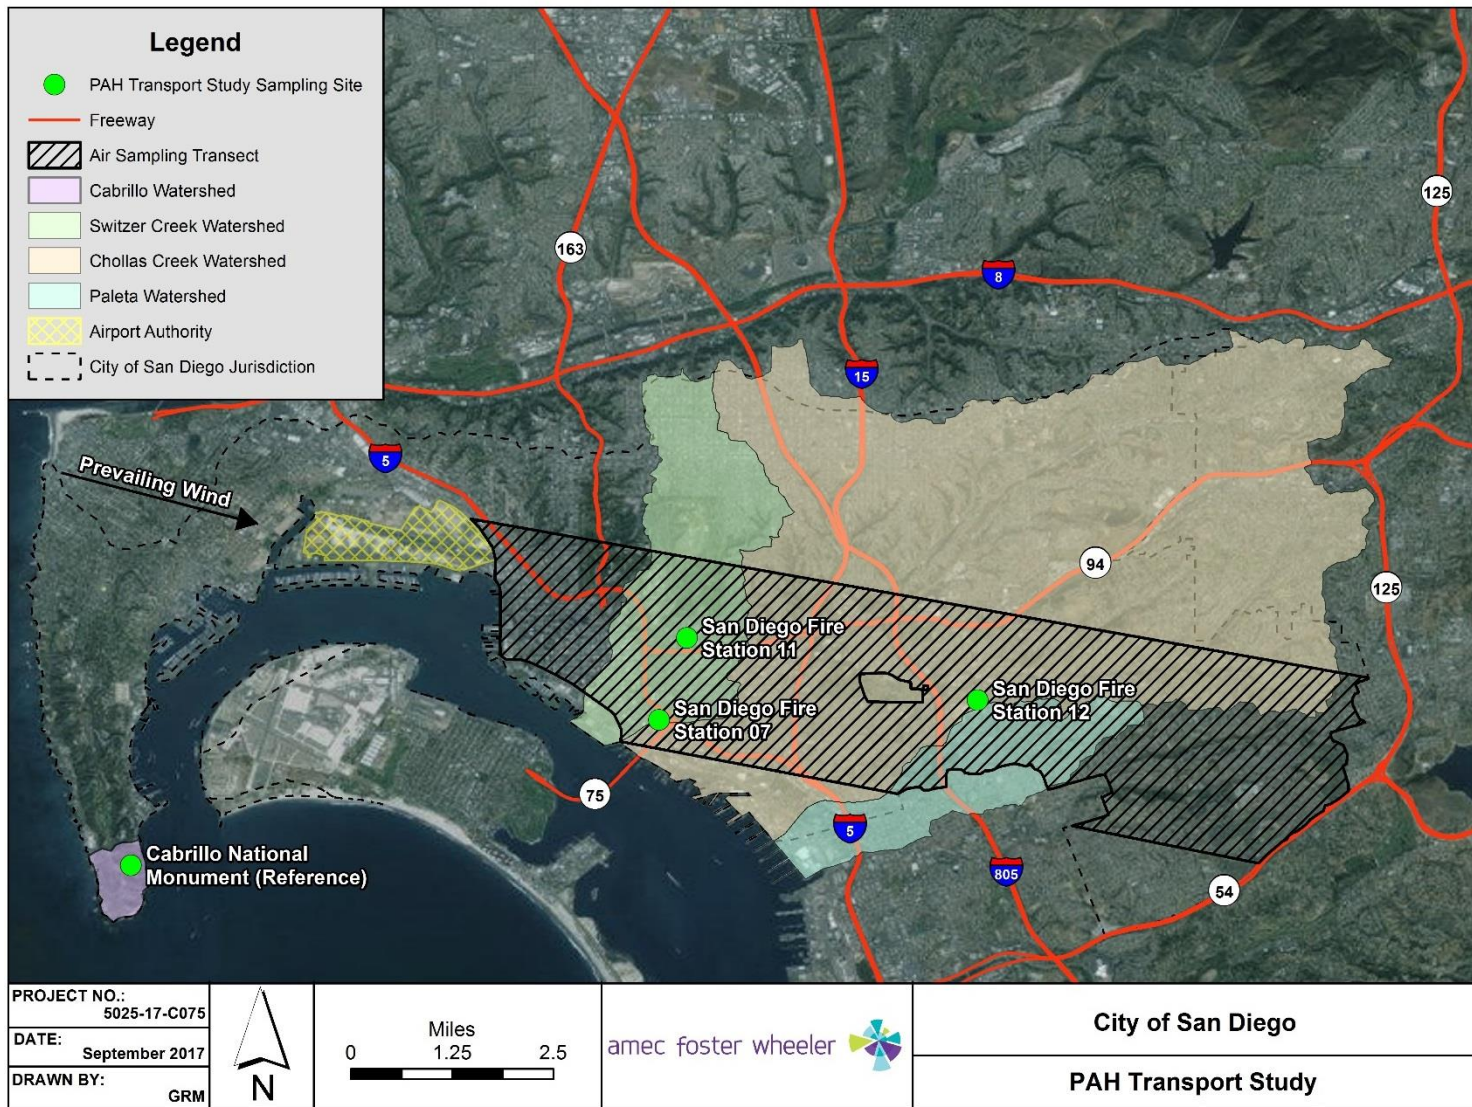 Legend
PAH Transport Study Sampling Site
Freeway
Air Sampling Transect
Cabrillo Watershed
Switzer Creek Watershed
Chollas Creek Watershed
Paleta Watershed
Airport Authority
City of San Diego Jurisdiction
163
125
8
15
5
Prevailing Wind
94
125
San Diego Fire
Station 11
San Diego Fire
Station 12
San Diego Fire
Station 07
75
5
805
54
Cabrillo National
Monument (Reference)
PROJECT NO.:
5025-17-C075
DATE:
September 2017
DRAWN BY:
GRM
N
Miles
0 1.25 2.5
amec foster wheeler
City of San Diego
PAH Transport Study